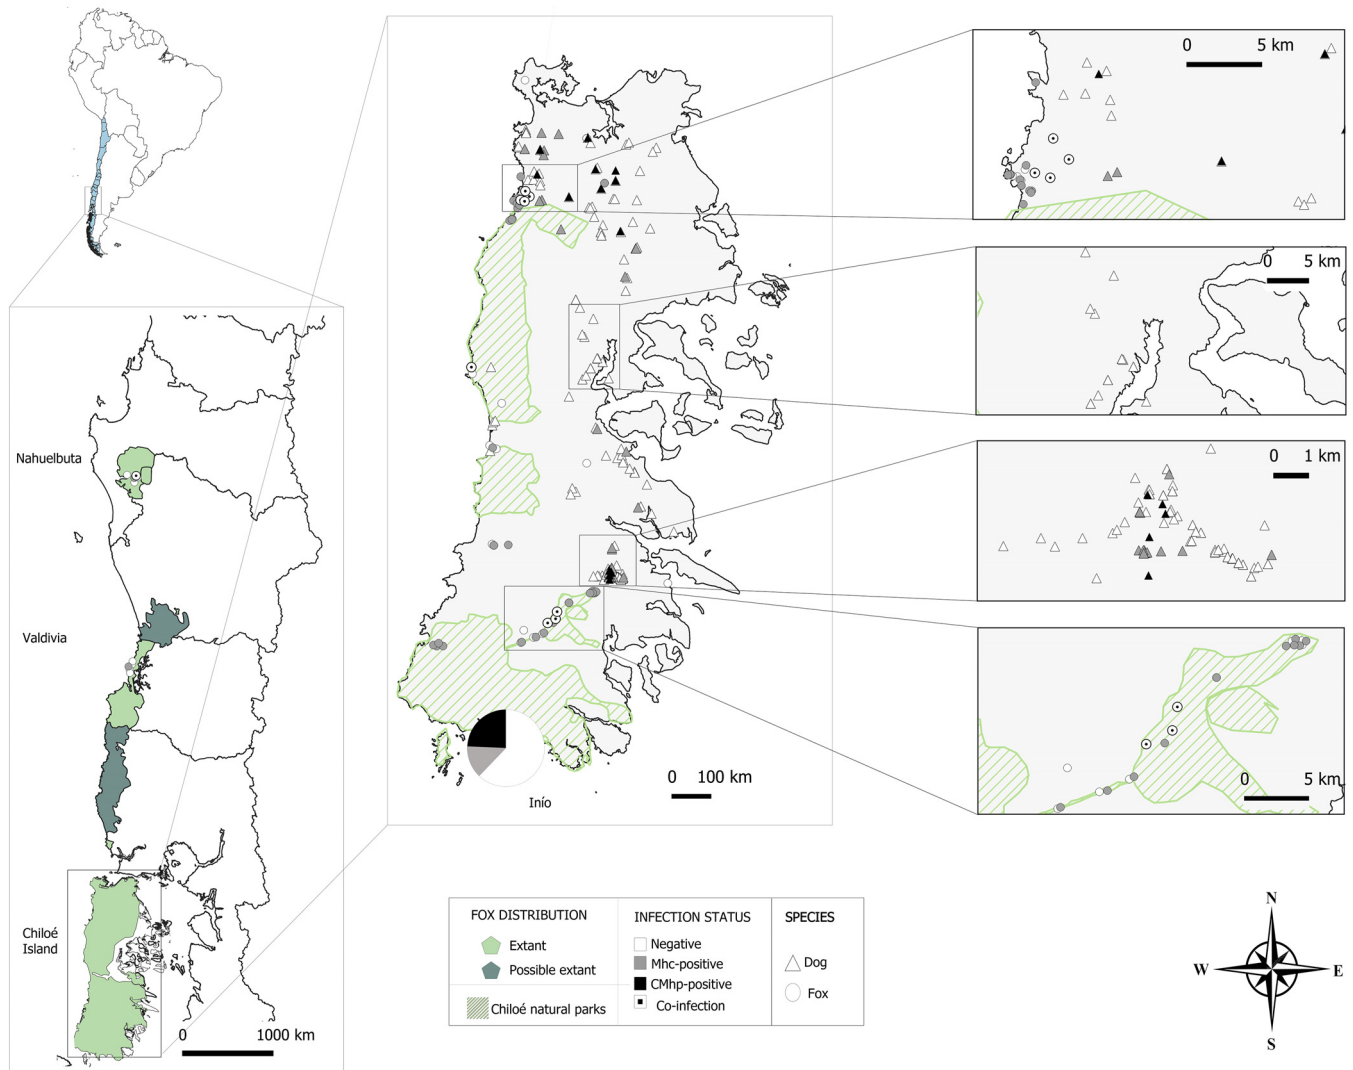 0 5 km
0 5 km
0 1 km
0 5 km
Nahuelbuta
Valdivia
Chiloé
Island
0 1000 km
Inío
0 100 km
FOX DISTRIBUTION
Extant
Possible extant
Chiloé natural parks
INFECTION STATUS
Negative
Mhc-positive
CMhp-positive
Co-infection
SPECIES
Dog
Fox
N
W E
S